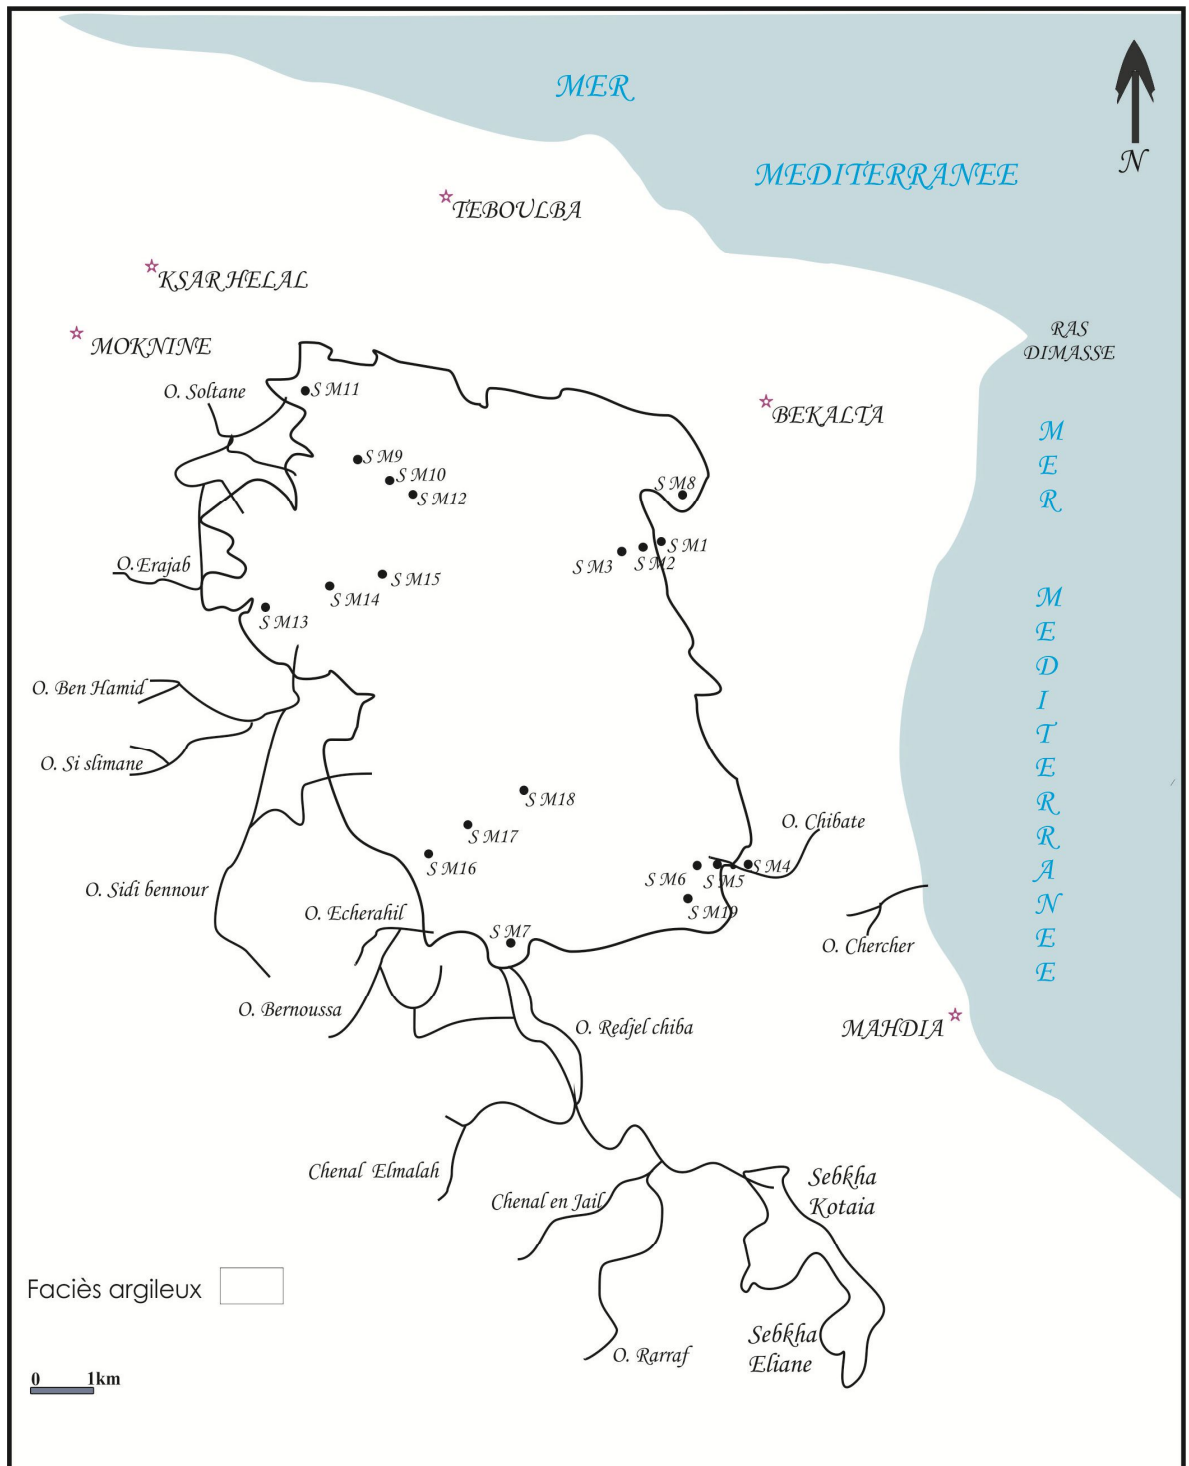 MER
MEDITERRANEE
N
TEBOULBA
KSAR HELAL
MOKNINE
RAS
DIMASSE
O. Soltane
S M11
BEKALTA
M
E
R
S M9
S M10
S M12
S M8
S M1
S M2
S M3
O. Erajab
S M15
S M14
S M13
M
E
D
I
T
E
R
R
A
N
E
E
O. Ben Hamid
O. Si slimane
S M18
S M17
S M16
O. Chibate
S M4
S M5
S M6
S M19
O. Sidi bennour
O. Echerahil
S M7
O. Chercher
O. Bernoussa
O. Redjel chiba
MAHDIA
Chenal Elmalah
Chenal en Jail
Sebkha
Kotaia
Faciès argileux
Sebkha
Eliane
O. Rarraf
0 1km